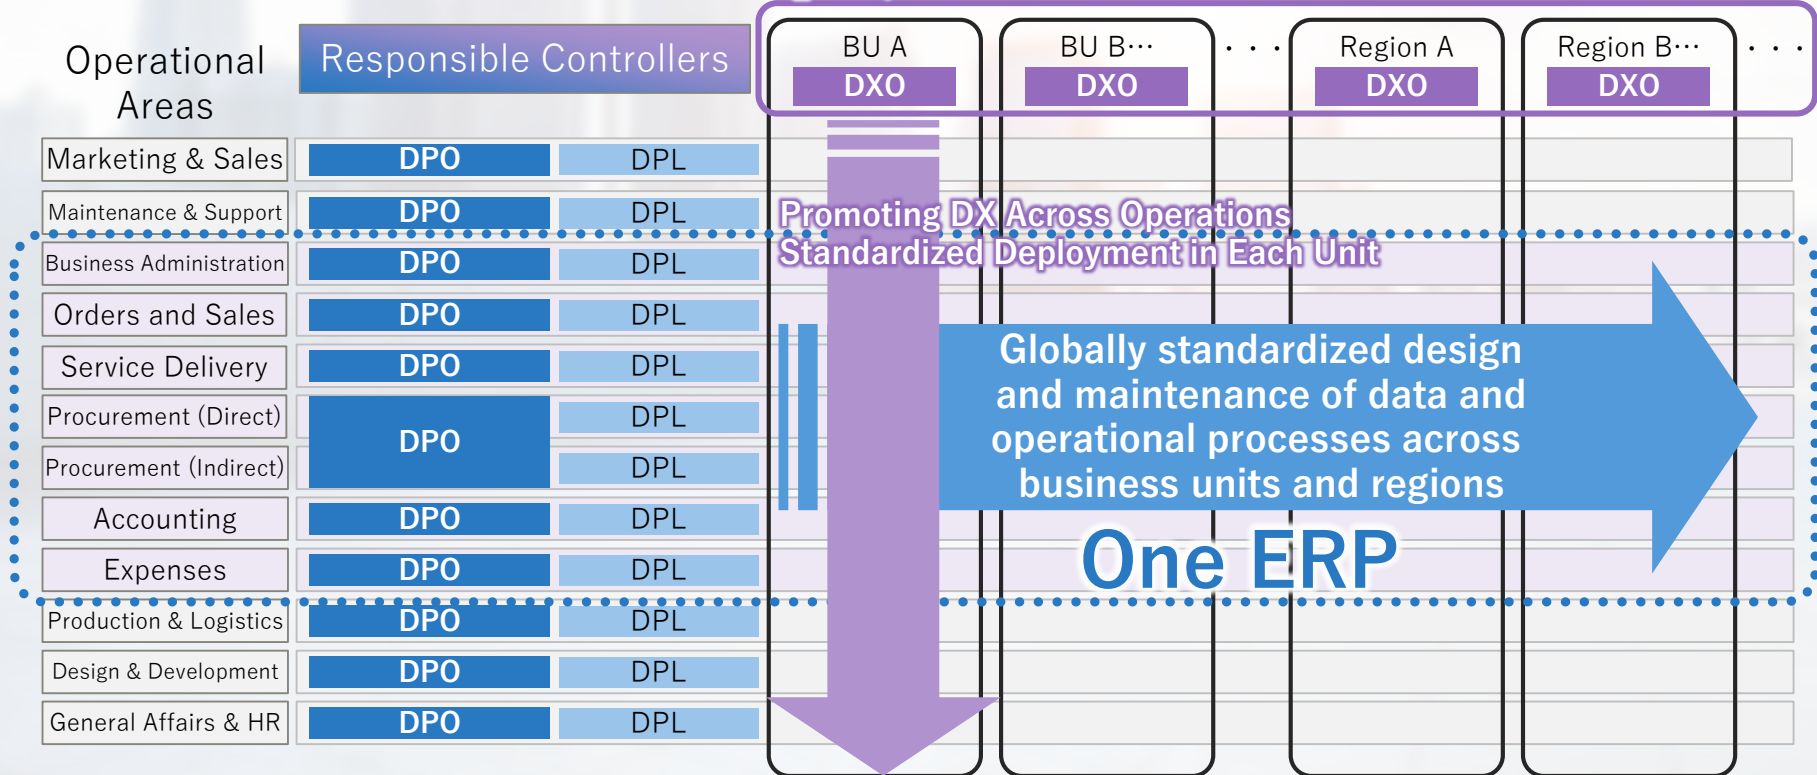 Operational
Areas
Responsible Controllers
BU A
BU B…
・・・
Region A
Region B…
・・・
DXO
DXO
DXO
DXO
Marketing & Sales
DPO
DPL
Maintenance & Support
DPO
DPL
Promoting DX Across Operations
Standardized Deployment in Each Unit
Business Administration
DPO
DPL
Orders and Sales
DPO
DPL
Service Delivery
DPO
DPL
Procurement (Direct)
DPO
DPL
Procurement (Indirect)
DPL
Globally standardized design
and maintenance of data and
operational processes across
business units and regions
Accounting
DPO
DPL
Expenses
DPO
DPL
One ERP
Production & Logistics
DPO
DPL
Design & Development
DPO
DPL
General Affairs & HR
DPO
DPL